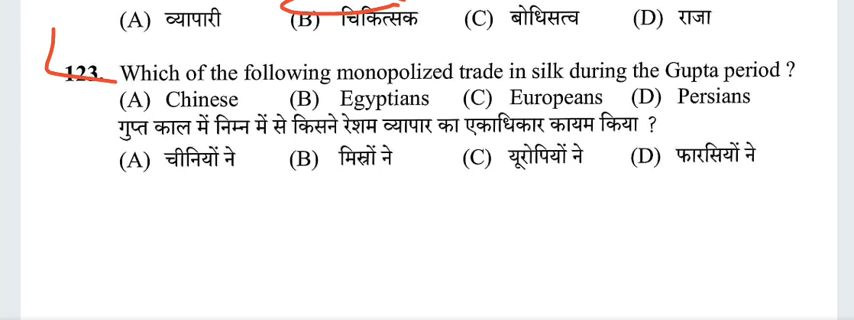 (A) व्यापारी (B) चिकित्सक (C) बोधिसत्व (D) राजा
123. Which of the following monopolized trade in silk during the Gupta period ?
(A) Chinese (B) Egyptians (C) Europeans (D) Persians
गुप्त काल में निम्न में से किसने रेशम व्यापार का एकाधिकार कायम किया ?
(A) चीनियों ने (B) मिस्रों ने (C) यूरोपियों ने (D) फारसियों ने